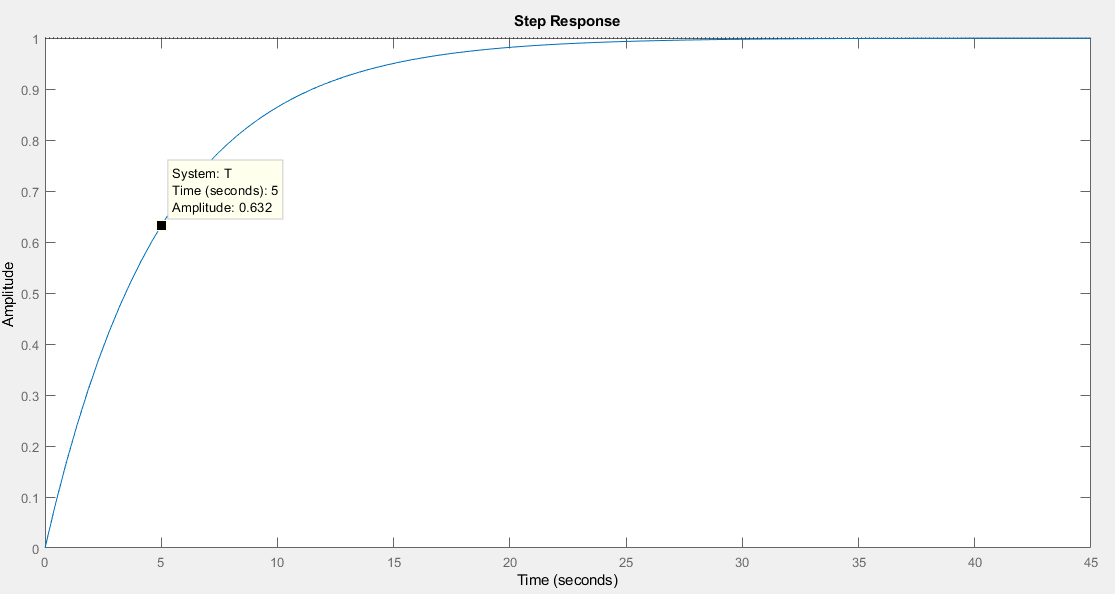 Step Response
1
0.9
0.8
0.7
0.6
0.5
0.4
0.3
0.2
0.1
0
Amplitude
System: T
Time (seconds): 5
Amplitude: 0.632
0 5 10 15 20 25 30 35 40 45
Time (seconds)